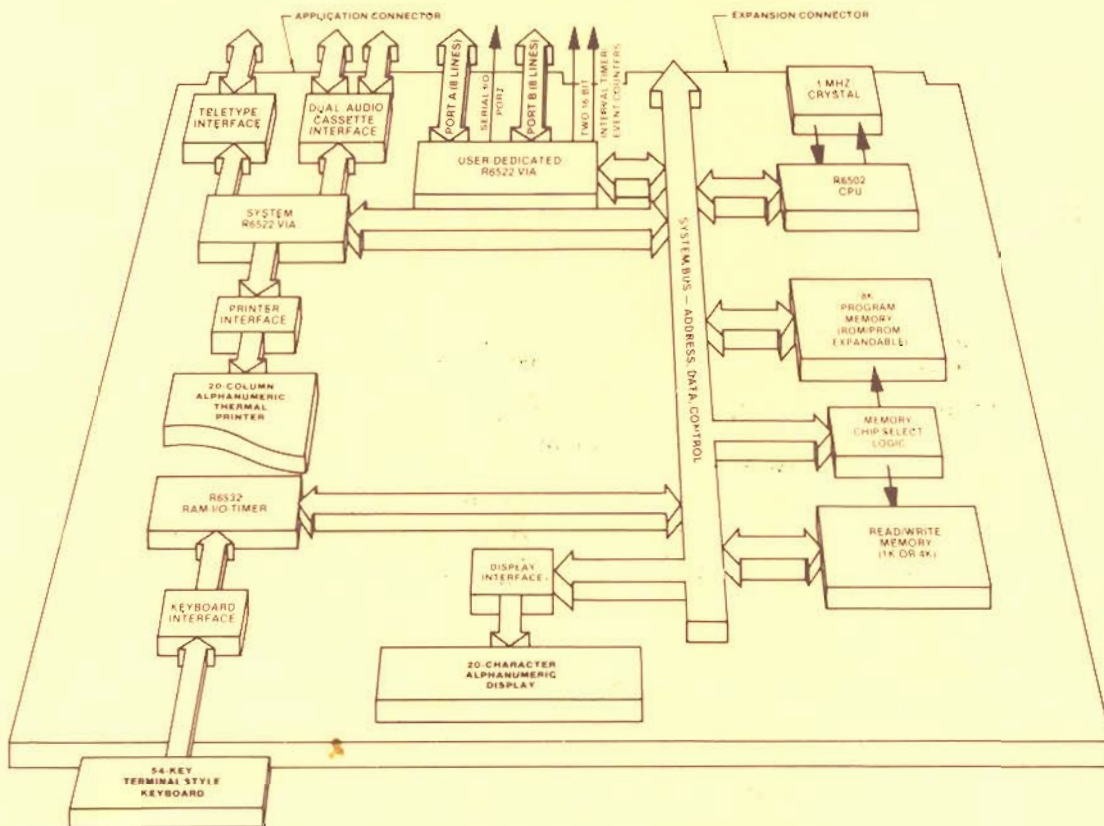 APPLICATION CONNECTOR
EXPANSION CONNECTOR
TELETYPE
INTERFACE
DUAL AUDIO
CASSETTE
INTERFACE
PORT A (8 LINES)
SERIAL I/O
PORT
PORT B (8 LINES)
TWO 16 BIT
INTERVAL TIMER
EVENT COUNTERS
1 MHZ
CRYSTAL
USER-DEDICATED
R6522 VIA
R6502
CPU
SYSTEM
R6522 VIA
SYSTEM BUS — ADDRESS, DATA, CONTROL
PRINTER
INTERFACE
8K
PROGRAM
MEMORY
(ROM/PROM
EXPANDABLE)
20-COLUMN
ALPHANUMERIC
THERMAL
PRINTER
MEMORY
CHIP SELECT
LOGIC
R6532
RAM-I/O-TIMER
READ/WRITE
MEMORY
(1K OR 4K)
DISPLAY
INTERFACE
KEYBOARD
INTERFACE
20-CHARACTER
ALPHANUMERIC
DISPLAY
54-KEY
TERMINAL STYLE
KEYBOARD